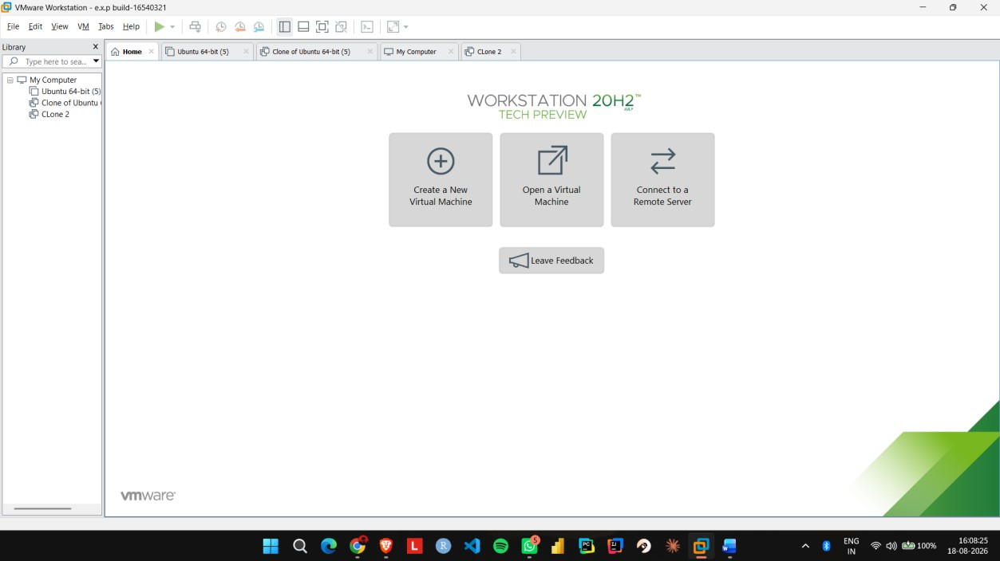 VMware Workstation - e.x.p build-16540321
File Edit View VM Tabs Help
Library
Type here to sea...
My Computer
Ubuntu 64-bit (5)
Clone of Ubuntu
CLone 2
Home
Ubuntu 64-bit (5)
Clone of Ubuntu 64-bit (5)
My Computer
CLone 2
WORKSTATION 20H2™
JULY
TECH PREVIEW
Create a New
Virtual Machine
Open a Virtual
Machine
Connect to a
Remote Server
Leave Feedback
vmware®
L
R
5
PC
IJ
W
ENG
IN
100%
16:08:25
18-08-2026